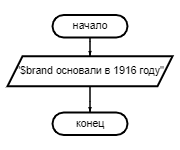 начало
"$brand основали в 1916 году"
конец